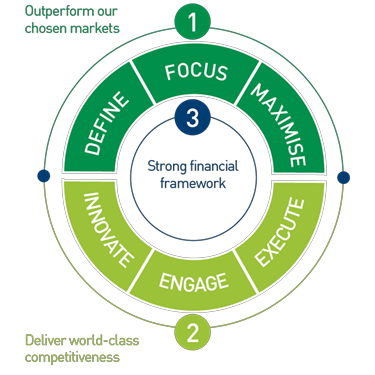 Outperform our
chosen markets
1
DEFINE
FOCUS
MAXIMISE
3
Strong financial
framework
INNOVATE
ENGAGE
EXECUTE
2
Deliver world-class
competitiveness